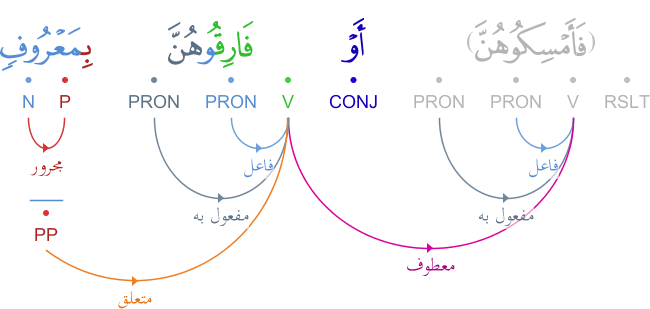 (فَأَمْسِكُوهُنَّ) أَوْ فَارِقُوهُنَّ بِمَعْرُوفٍ
RSLT V PRON PRON CONJ V PRON PRON P N
فاعل فاعل مجرور
مفعول به مفعول به
PP
معطوف
متعلق